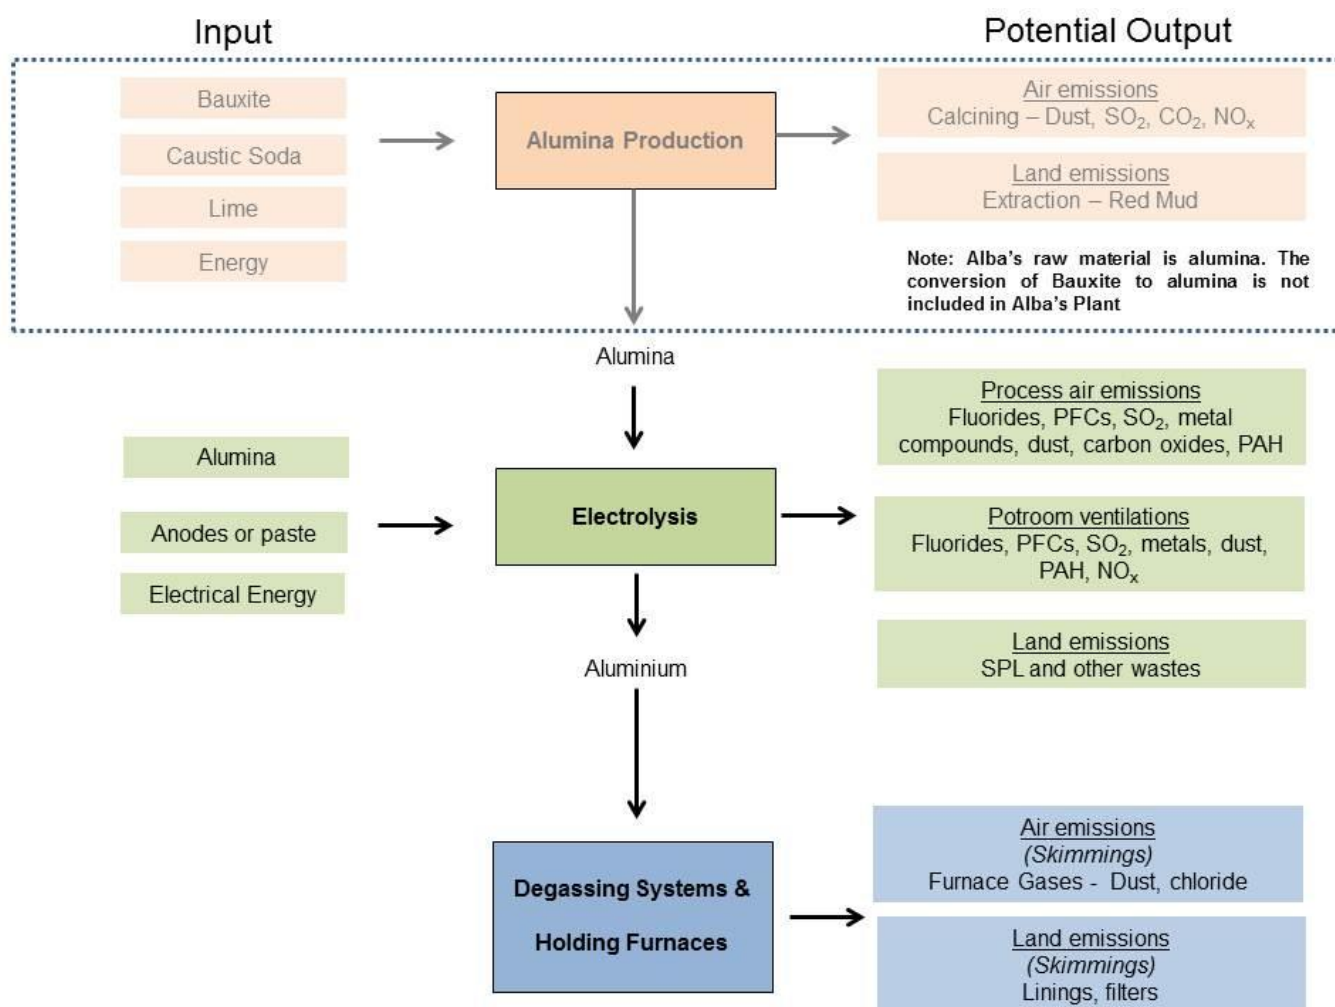 Input
Potential Output
Bauxite
Caustic Soda
Lime
Energy
Alumina Production
Air emissions
Calcining – Dust, SO₂, CO₂, NOₓ
Land emissions
Extraction – Red Mud
Note: Alba's raw material is alumina. The
conversion of Bauxite to alumina is not
included in Alba's Plant
Alumina
Alumina
Anodes or paste
Electrical Energy
Electrolysis
Process air emissions
Fluorides, PFCs, SO₂, metal
compounds, dust, carbon oxides, PAH
Potroom ventilations
Fluorides, PFCs, SO₂, metals, dust,
PAH, NOₓ
Land emissions
SPL and other wastes
Aluminium
Degassing Systems &
Holding Furnaces
Air emissions
(Skimmings)
Furnace Gases - Dust, chloride
Land emissions
(Skimmings)
Linings, filters